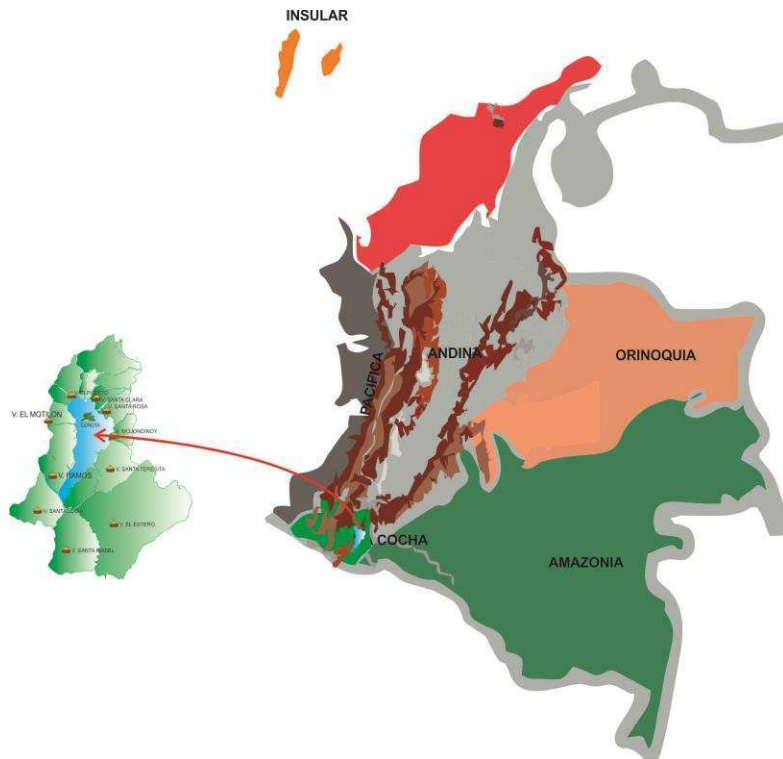 INSULAR
PACIFICA
ANDINA
ORINOQUIA
AMAZONIA
COCHA
V. SANTA CLARA
V. SANTA ROSA
V. EL MOTILON
MOJONDINOY
V. SANTA TERESITA
V. RAMOS
V. EL ESTERO
V. SANTA ISABEL